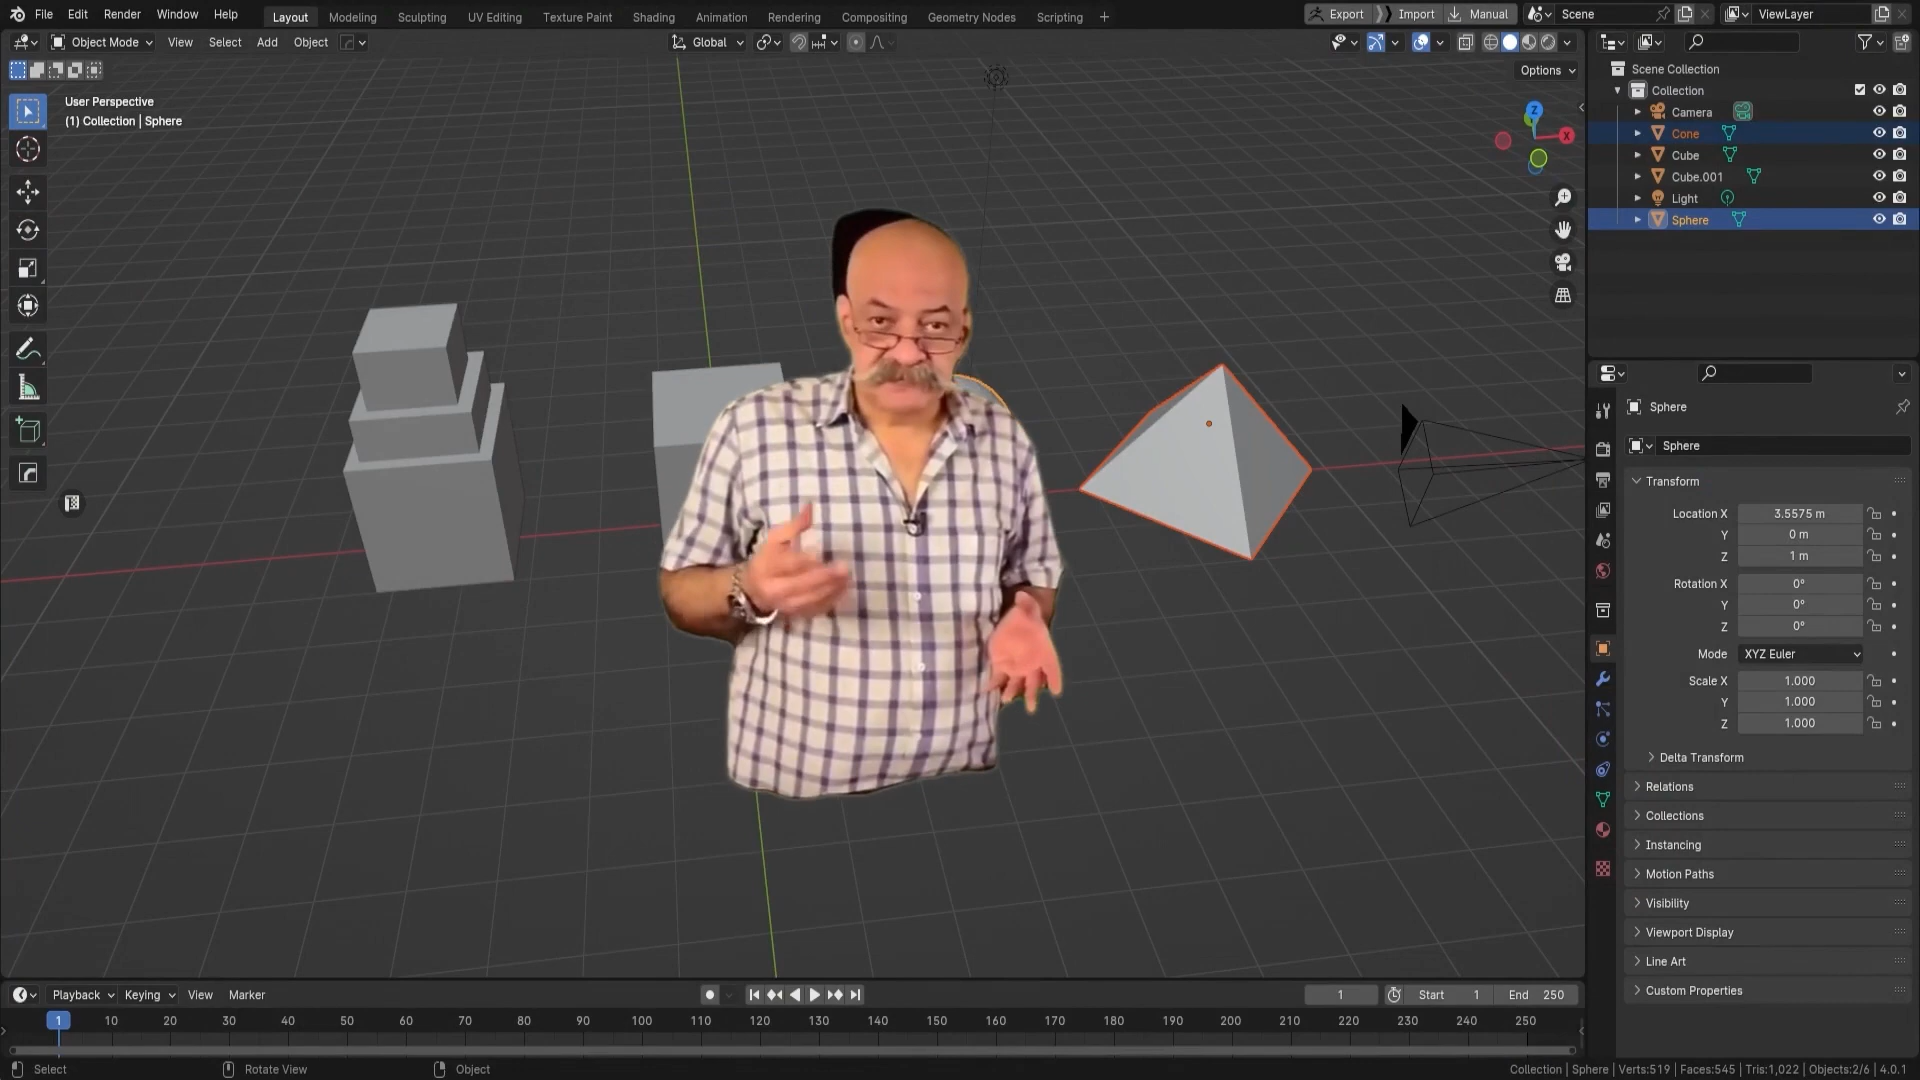 File Edit Render Window Help Layout Modeling Sculpting UV Editing Texture Paint Shading Animation Rendering Compositing Geometry Nodes Scripting + Export Import Manual Scene ViewLayer
Object Mode View Select Add Object Global
Options
User Perspective
(1) Collection | Sphere
Z
X
Scene Collection
Collection
Camera
Cone
Cube
Cube.001
Light
Sphere
Sphere
Sphere
Transform
Location X 3.5575 m
Y 0 m
Z 1 m
Rotation X 0°
Y 0°
Z 0°
Mode XYZ Euler
Scale X 1.000
Y 1.000
Z 1.000
Delta Transform
Relations
Collections
Instancing
Motion Paths
Visibility
Viewport Display
Line Art
Custom Properties
Playback Keying View Marker 1 Start 1 End 250
1 10 20 30 40 50 60 70 80 90 100 110 120 130 140 150 160 170 180 190 200 210 220 230 240 250
Select Rotate View Object Collection | Sphere | Verts:519 | Faces:545 | Tris:1,022 | Objects:2/6 | 4.0.1